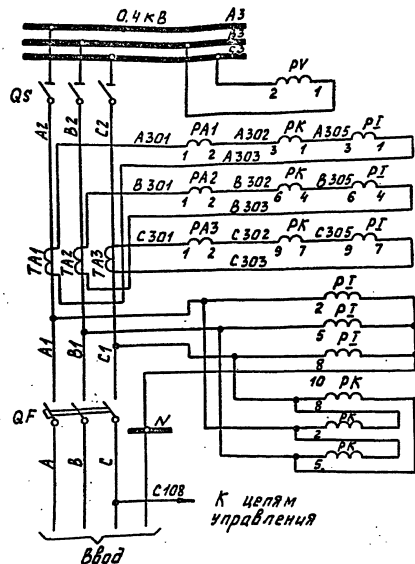 0,4 кВ A3
B3
C3
PV
2 1
QS
A2 B2 C2
A301 PA1 A302 PK A305 PI
1 2 3 1 3 1
A303
B301 PA2 B302 PK B305 PI
1 2 6 4 6 4
B303
C301 PA3 C302 PK C305 PI
1 2 9 7 9 7
C303
TA1 TA2 TA3
PI
2
PI
5
PI
8
A1 B1 C1
10 PK
8
PK
2
PK
5
QF
N
A B C
C108
К цепям
управления
Ввод